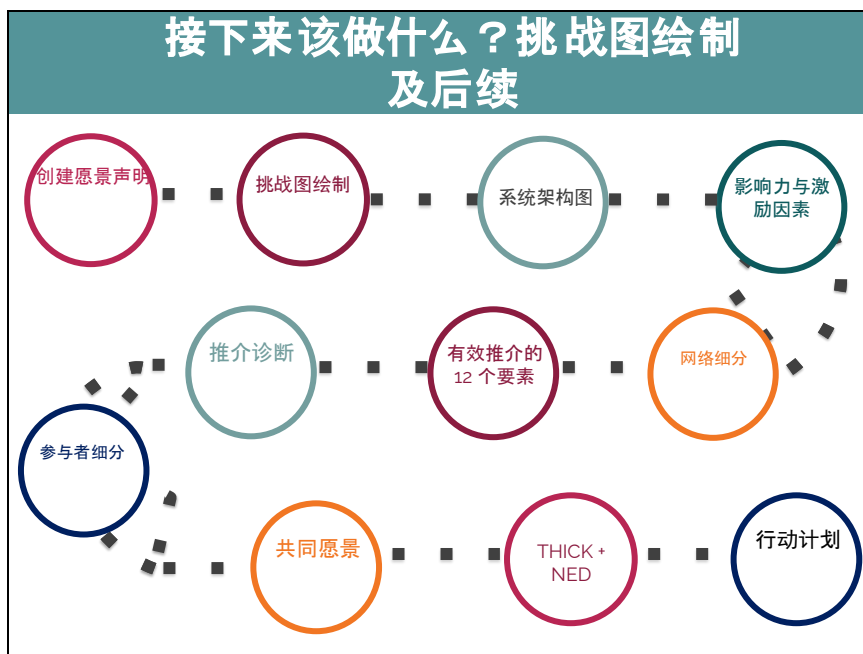 接下来该做什么？挑战图绘制
及后续
创建愿景声明
挑战图绘制
系统架构图
影响力与激
励因素
网络细分
有效推介的
12 个要素
推介诊断
参与者细分
共同愿景
THICK +
NED
行动计划